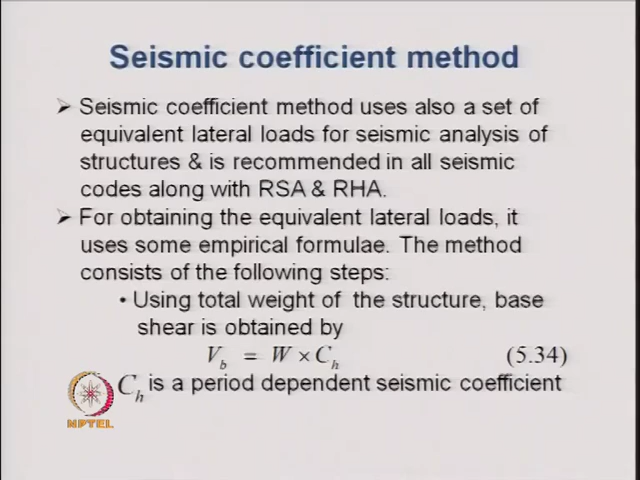 Seismic coefficient method
➢ Seismic coefficient method uses also a set of
equivalent lateral loads for seismic analysis of
structures & is recommended in all seismic
codes along with RSA & RHA.
➢ For obtaining the equivalent lateral loads, it
uses some empirical formulae. The method
consists of the following steps:
• Using total weight of the structure, base
shear is obtained by
V_b = W × C_h (5.34)
C_h is a period dependent seismic coefficient
NPTEL